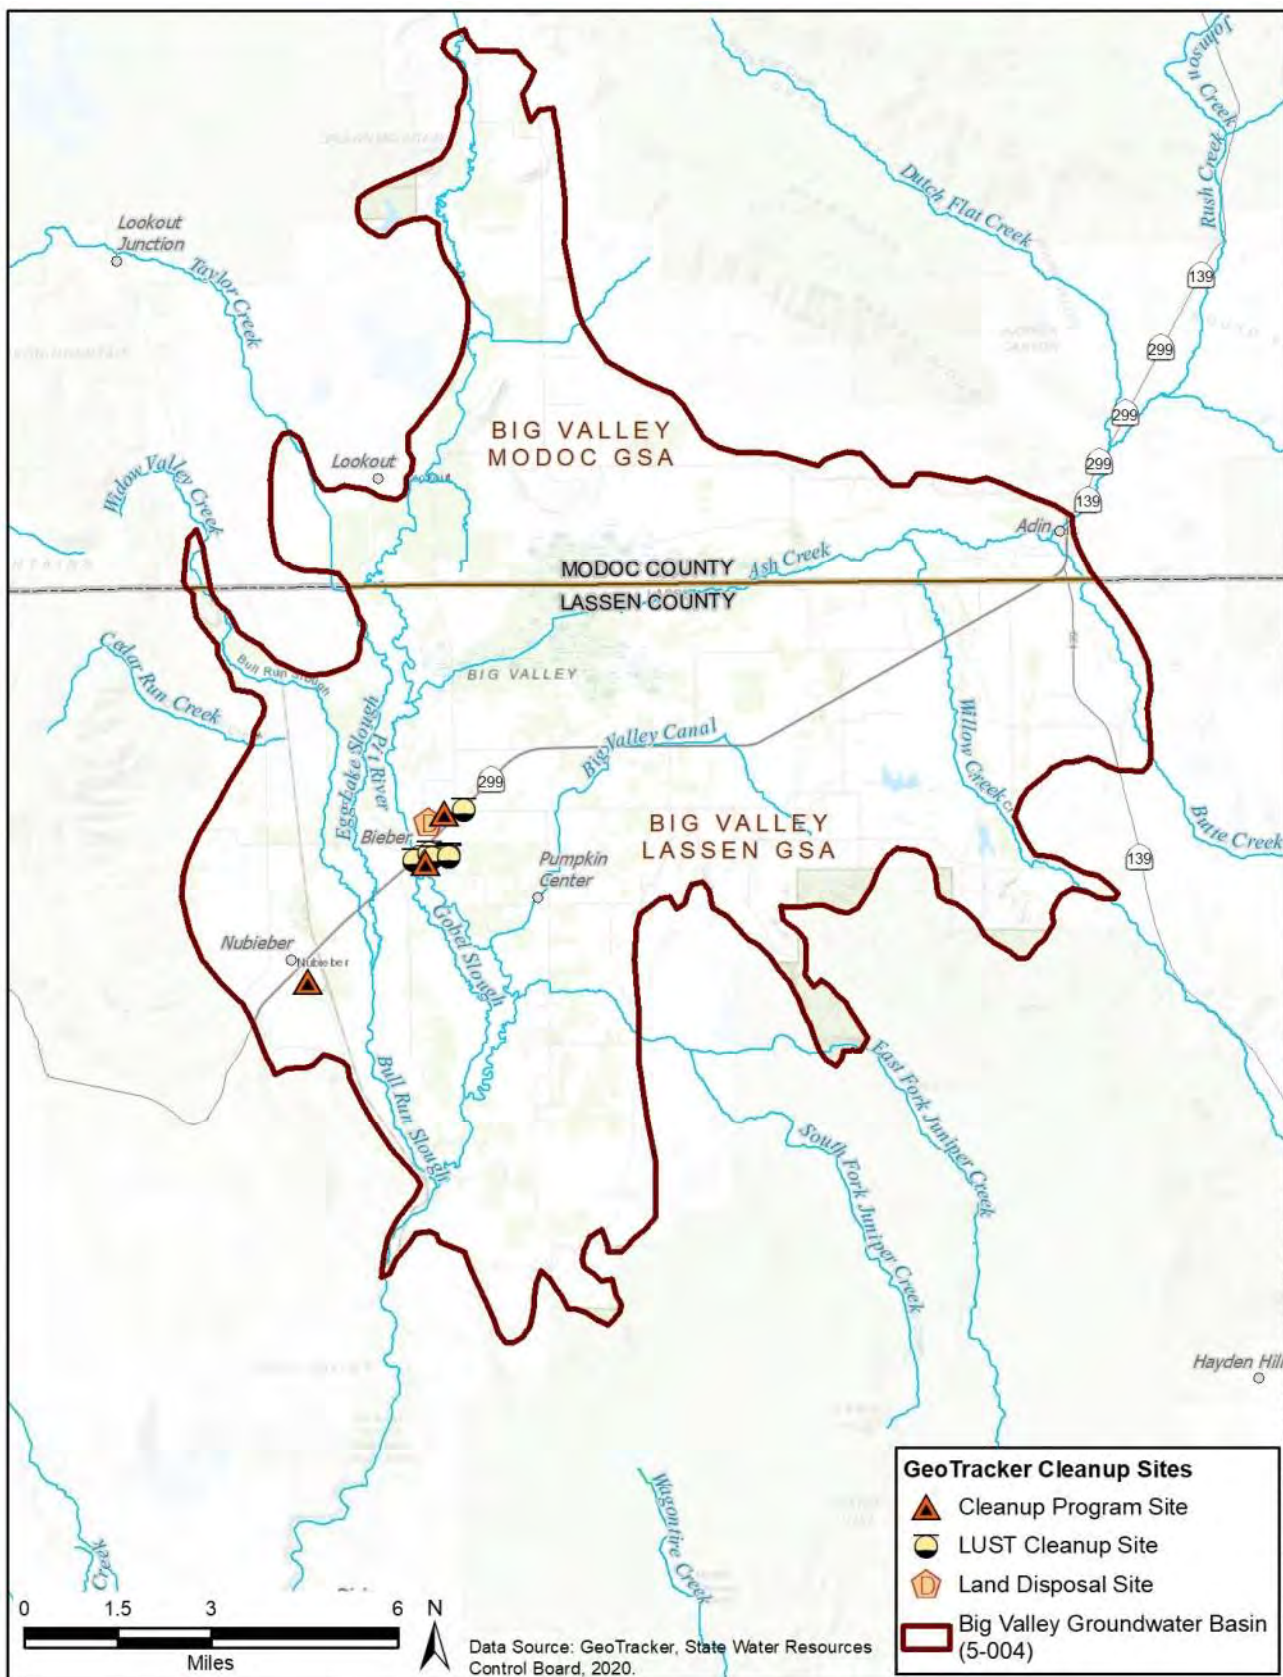 Johnson Creek
Dutch Flat Creek
Rush Creek
Lookout
Junction
Taylor Creek
139
299
299
BIG VALLEY
MODOC GSA
Lookout
299
139
Widow Valley Creek
Adin
MODOC COUNTY
Ash Creek
LASSEN COUNTY
139
Cedar Run Creek
Bull Run Slough
BIG VALLEY
Egg Lake Slough
Pit River
Big Valley Canal
Willow Creek
299
Bieber
D
BIG VALLEY
LASSEN GSA
Butte Creek
139
Pumpkin
Center
Gobel Slough
Nubieber
Nubieber
Bull Run Slough
East Fork Juniper Creek
South Fork Juniper Creek
Hayden Hill
Wagontire Creek
Creek
GeoTracker Cleanup Sites
Cleanup Program Site
LUST Cleanup Site
D Land Disposal Site
Big Valley Groundwater Basin
(5-004)
0 1.5 3 6
Miles
N
Data Source: GeoTracker, State Water Resources
Control Board, 2020.